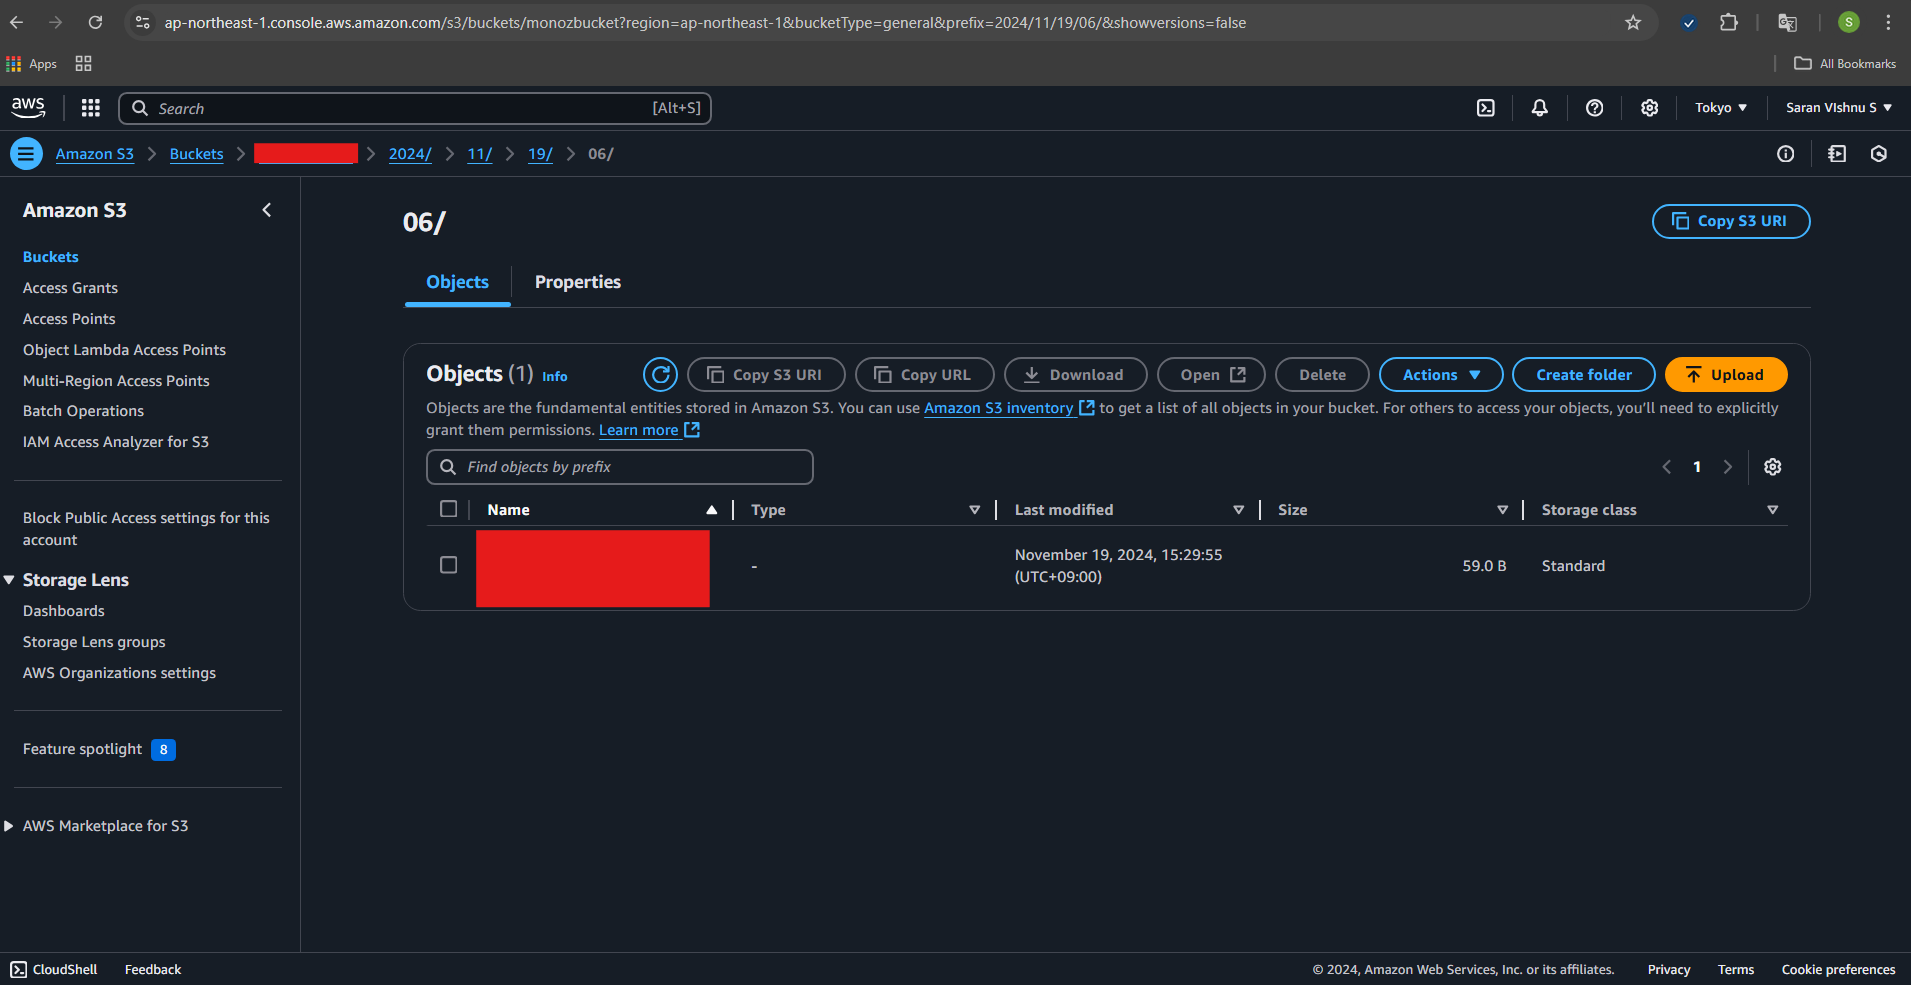 ap-northeast-1.console.aws.amazon.com/s3/buckets/monozbucket?region=ap-northeast-1&bucketType=general&prefix=2024/11/19/06/&showversions=false
S
Apps
All Bookmarks
aws
Search
[Alt+S]
Tokyo
Saran VIshnu S
Amazon S3
Buckets
2024/
11/
19/
06/
Amazon S3
Buckets
Access Grants
Access Points
Object Lambda Access Points
Multi-Region Access Points
Batch Operations
IAM Access Analyzer for S3
Block Public Access settings for this
account
Storage Lens
Dashboards
Storage Lens groups
AWS Organizations settings
Feature spotlight 8
AWS Marketplace for S3
06/
Copy S3 URI
Objects
Properties
Objects (1) Info
Copy S3 URI
Copy URL
Download
Open
Delete
Actions
Create folder
Upload
Objects are the fundamental entities stored in Amazon S3. You can use Amazon S3 inventory to get a list of all objects in your bucket. For others to access your objects, you'll need to explicitly
grant them permissions. Learn more
Find objects by prefix
1
Name
Type
Last modified
Size
Storage class
-
November 19, 2024, 15:29:55
(UTC+09:00)
59.0 B
Standard
CloudShell
Feedback
© 2024, Amazon Web Services, Inc. or its affiliates.
Privacy
Terms
Cookie preferences